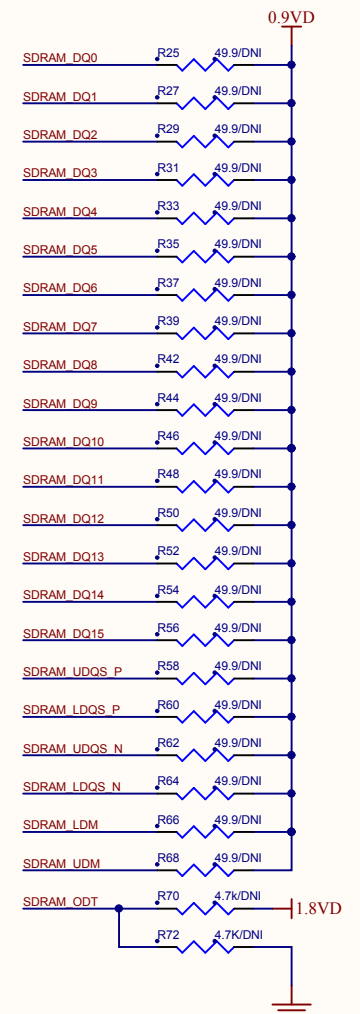 0.9VD
SDRAM_DQ0 R25 49.9/DNI
SDRAM_DQ1 R27 49.9/DNI
SDRAM_DQ2 R29 49.9/DNI
SDRAM_DQ3 R31 49.9/DNI
SDRAM_DQ4 R33 49.9/DNI
SDRAM_DQ5 R35 49.9/DNI
SDRAM_DQ6 R37 49.9/DNI
SDRAM_DQ7 R39 49.9/DNI
SDRAM_DQ8 R42 49.9/DNI
SDRAM_DQ9 R44 49.9/DNI
SDRAM_DQ10 R46 49.9/DNI
SDRAM_DQ11 R48 49.9/DNI
SDRAM_DQ12 R50 49.9/DNI
SDRAM_DQ13 R52 49.9/DNI
SDRAM_DQ14 R54 49.9/DNI
SDRAM_DQ15 R56 49.9/DNI
SDRAM_UDQS_P R58 49.9/DNI
SDRAM_LDQS_P R60 49.9/DNI
SDRAM_UDQS_N R62 49.9/DNI
SDRAM_LDQS_N R64 49.9/DNI
SDRAM_LDM R66 49.9/DNI
SDRAM_UDM R68 49.9/DNI
SDRAM_ODT R70 4.7k/DNI 1.8VD
R72 4.7K/DNI